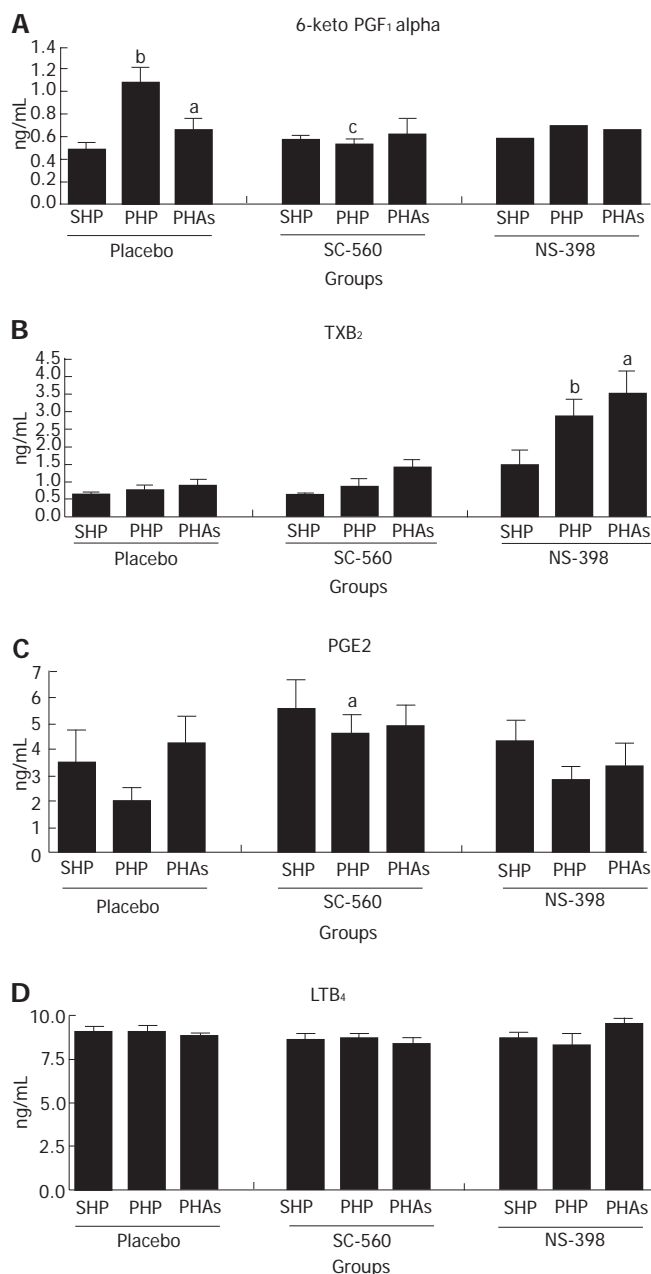 A
6-keto PGF₁ alpha
1.4
1.2
1.0
0.8
0.6
0.4
0.2
0.0
ng/mL
b
a
c
SHP PHP PHAs SHP PHP PHAs SHP PHP PHAs
Placebo SC-560 NS-398
Groups
B
TXB₂
4.5
4.0
3.5
3.0
2.5
2.0
1.5
1.0
0.5
0.0
ng/mL
b
a
SHP PHP PHAs SHP PHP PHAs SHP PHP PHAs
Placebo SC-560 NS-398
Groups
C
PGE2
7
6
5
4
3
2
1
0
ng/mL
a
SHP PHP PHAs SHP PHP PHAs SHP PHP PHAs
Placebo SC-560 NS-398
Groups
D
LTB₄
10.0
7.5
5.0
2.5
0.0
ng/mL
SHP PHP PHAs SHP PHP PHAs SHP PHP PHAs
Placebo SC-560 NS-398
Groups